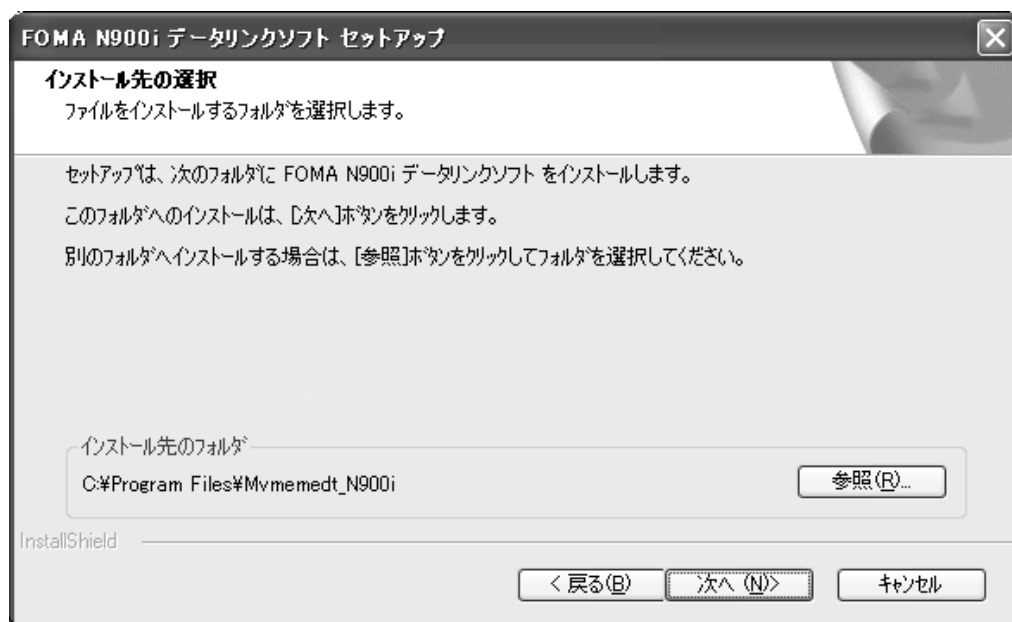 FOMA N900i データリンクソフト セットアップ
インストール先の選択
ファイルをインストールするフォルダを選択します。
セットアップは、次のフォルダに FOMA N900i データリンクソフト をインストールします。
このフォルダへのインストールは、[次へ]ボタンをクリックします。
別のフォルダへインストールする場合は、[参照]ボタンをクリックしてフォルダを選択してください。
インストール先のフォルダ
C:¥Program Files¥Mvmemedt_N900i
参照(R)...
InstallShield
< 戻る(B)
次へ (N)>
キャンセル